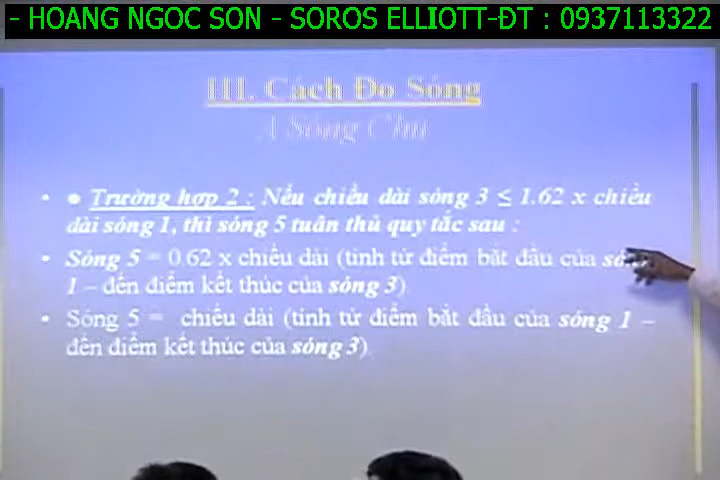 - HOANG NGOC SON - SOROS ELLIOTT-ĐT : 0937113322
III. Cách Đo Sóng
A Sóng Chủ
• ● Trường hợp 2 : Nếu chiều dài sóng 3 ≤ 1.62 x chiều
dài sóng 1, thì sóng 5 tuân thủ quy tắc sau :
• Sóng 5 = 0.62 x chiều dài (tính từ điểm bắt đầu của
1 – đến điểm kết thúc của sóng 3)
• Sóng 5 = chiều dài (tính từ điểm bắt đầu của sóng 1 –
đến điểm kết thúc của sóng 3).